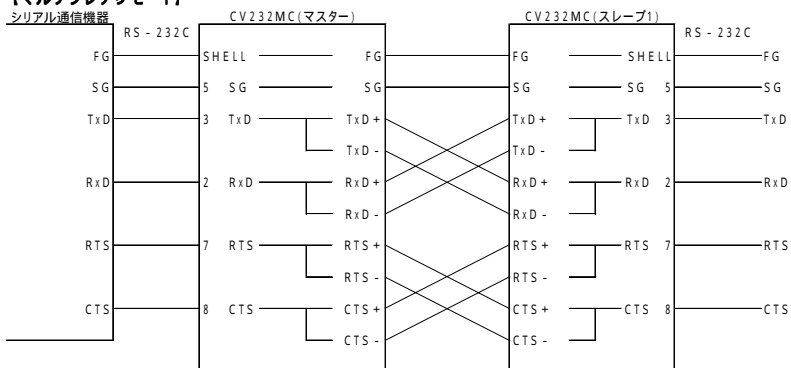 シリアル通信機器 CV232MC(マスター) CV232MC(スレーブ1)
RS-232C RS-232C
FG SHELL FG FG SHELL FG
SG 5 SG SG SG SG 5 SG
TxD 3 TxD TxD+ TxD+ TxD 3 TxD
TxD- TxD-
RxD 2 RxD RxD+ RxD+ RxD 2 RxD
RxD- RxD-
RTS 7 RTS RTS+ RTS+ RTS 7 RTS
RTS- RTS-
CTS 8 CTS CTS+ CTS+ CTS 8 CTS
CTS- CTS-